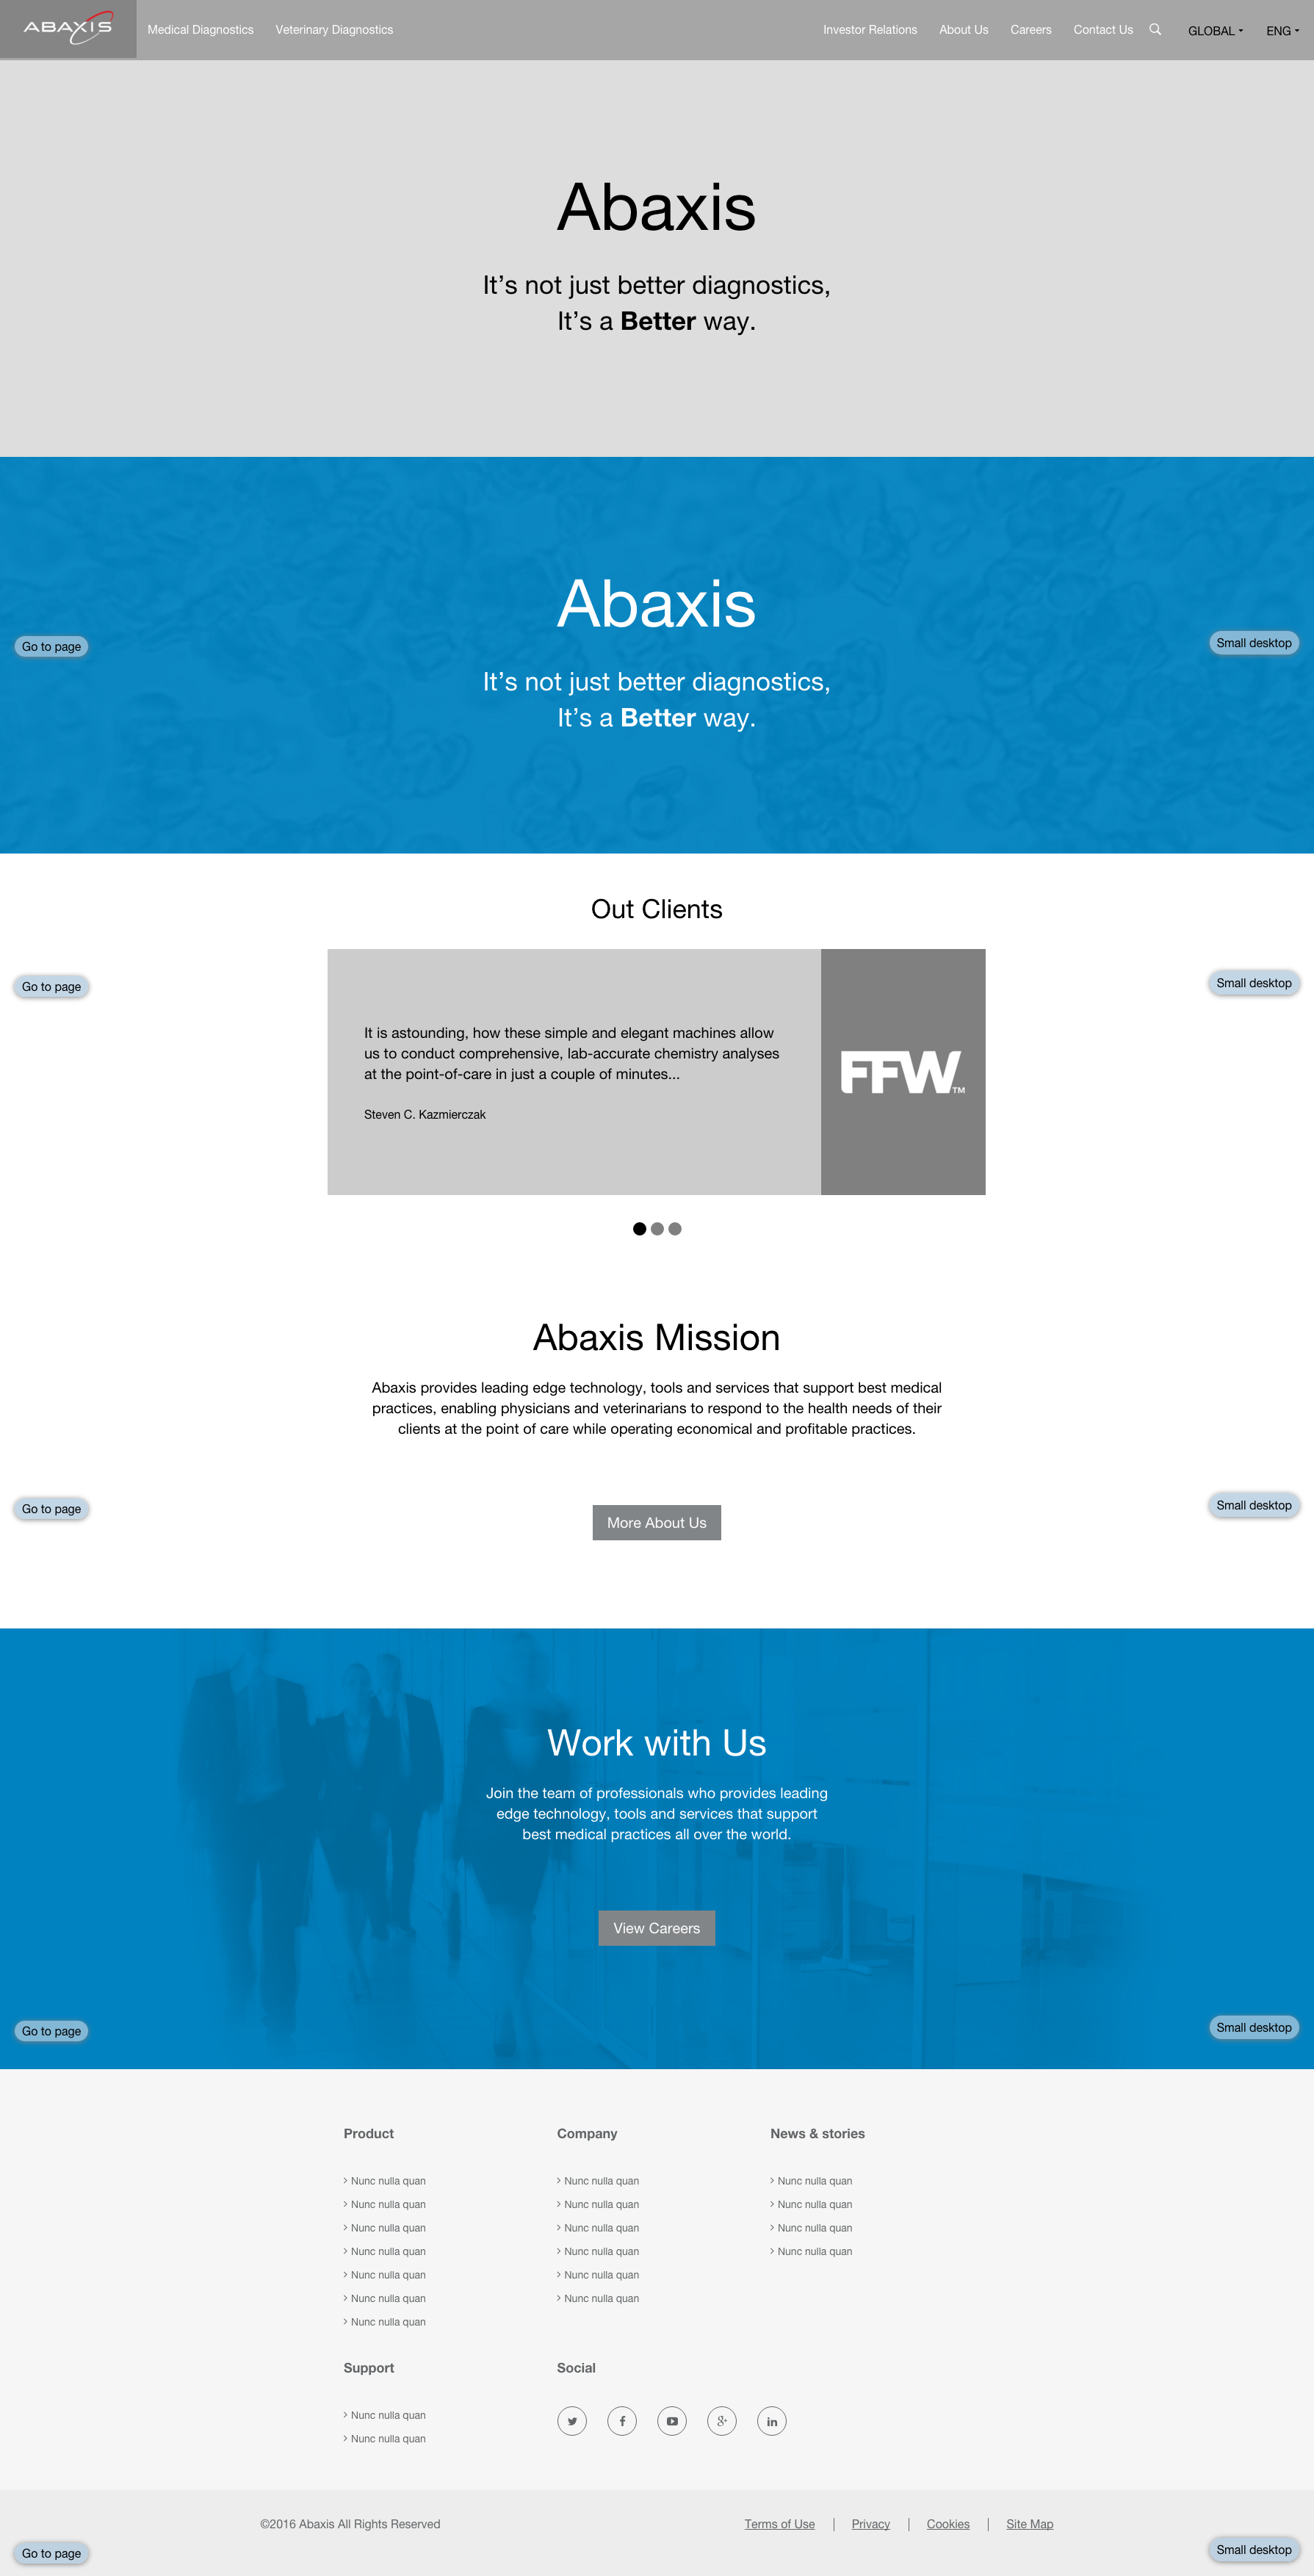 ABAXIS
Medical Diagnostics Veterinary Diagnostics Investor Relations About Us Careers Contact Us GLOBAL ENG
Abaxis
It’s not just better diagnostics,
It’s a Better way.
Abaxis
Go to page
Small desktop
It’s not just better diagnostics,
It’s a Better way.
Out Clients
Go to page
Small desktop
It is astounding, how these simple and elegant machines allow
us to conduct comprehensive, lab-accurate chemistry analyses
at the point-of-care in just a couple of minutes...
Steven C. Kazmierczak
FFW™
Abaxis Mission
Abaxis provides leading edge technology, tools and services that support best medical
practices, enabling physicians and veterinarians to respond to the health needs of their
clients at the point of care while operating economical and profitable practices.
Go to page
Small desktop
More About Us
Work with Us
Join the team of professionals who provides leading
edge technology, tools and services that support
best medical practices all over the world.
View Careers
Go to page
Small desktop
Product
Nunc nulla quan
Nunc nulla quan
Nunc nulla quan
Nunc nulla quan
Nunc nulla quan
Nunc nulla quan
Nunc nulla quan
Company
Nunc nulla quan
Nunc nulla quan
Nunc nulla quan
Nunc nulla quan
Nunc nulla quan
Nunc nulla quan
News & stories
Nunc nulla quan
Nunc nulla quan
Nunc nulla quan
Nunc nulla quan
Support
Nunc nulla quan
Nunc nulla quan
Social
©2016 Abaxis All Rights Reserved
Terms of Use | Privacy | Cookies | Site Map
Go to page
Small desktop